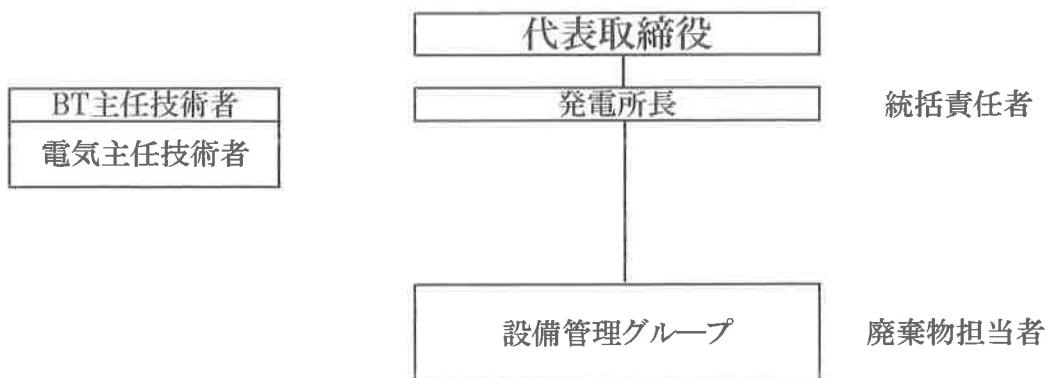 代表取締役
BT主任技術者
発電所長
統括責任者
電気主任技術者
設備管理グループ
廃棄物担当者